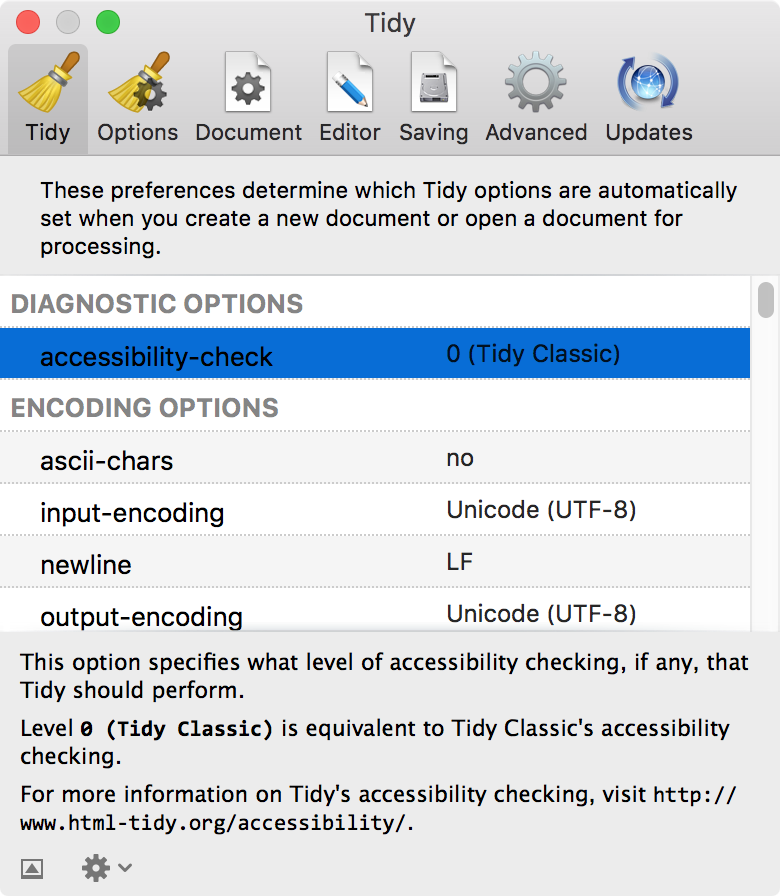 Tidy
Tidy Options Document Editor Saving Advanced Updates
These preferences determine which Tidy options are automatically
set when you create a new document or open a document for
processing.
DIAGNOSTIC OPTIONS
accessibility-check 0 (Tidy Classic)
ENCODING OPTIONS
ascii-chars no
input-encoding Unicode (UTF-8)
newline LF
output-encoding Unicode (UTF-8)
This option specifies what level of accessibility checking, if any, that
Tidy should perform.
Level 0 (Tidy Classic) is equivalent to Tidy Classic's accessibility
checking.
For more information on Tidy's accessibility checking, visit http://
www.html-tidy.org/accessibility/.